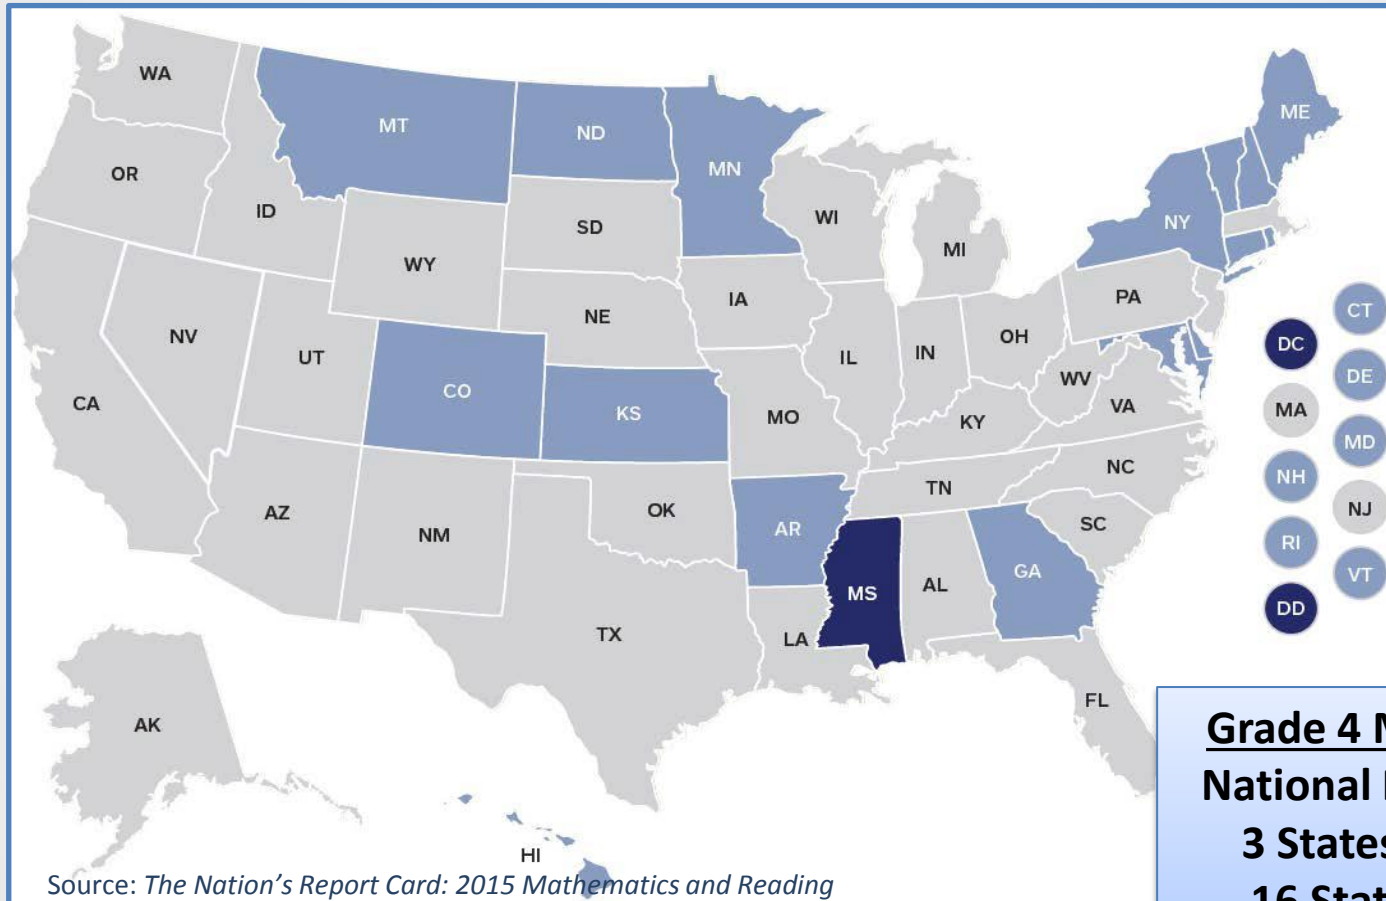 WA
MT
ND
MN
ME
OR
ID
SD
WI
MI
NY
WY
IA
PA
NE
CT
NV
UT
IL
IN
OH
DC
DE
CO
KS
WV
CA
MO
KY
VA
MA
MD
NC
NH
TN
AZ
NM
OK
AR
SC
NJ
RI
GA
VT
MS
AL
DD
TX
LA
FL
AK
HI
Grade 4
National
3 States
16
Source: The Nation's Report Card: 2015 Mathematics and Reading